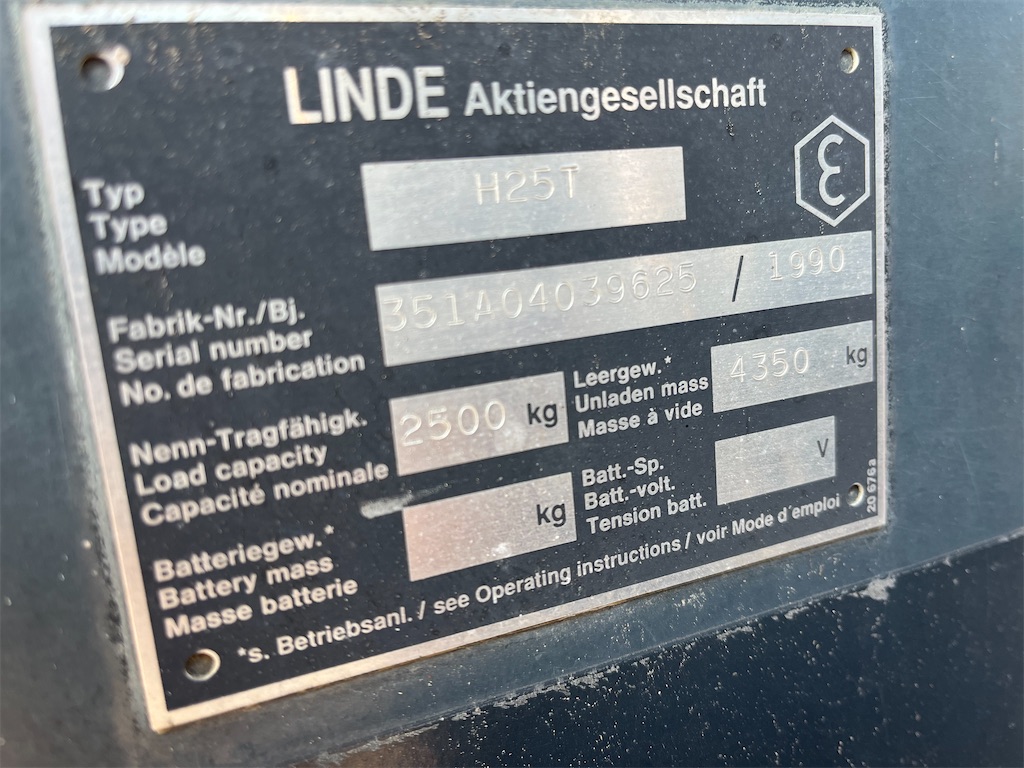 LINDE Aktiengesellschaft
ε
Typ
Type
Modèle
H25T
Fabrik-Nr./Bj.
Serial number
No. de fabrication
351A04039625 / 1990
Nenn-Tragfähigk.
Load capacity
Capacité nominale
2500 kg
Leergew.*
Unladen mass
Masse à vide
4350 kg
Batteriegew.*
Battery mass
Masse batterie
kg
Batt.-Sp.
Batt.-volt.
Tension batt.
V
*s. Betriebsanl. / see Operating instructions / voir Mode d'emploi
20 676a